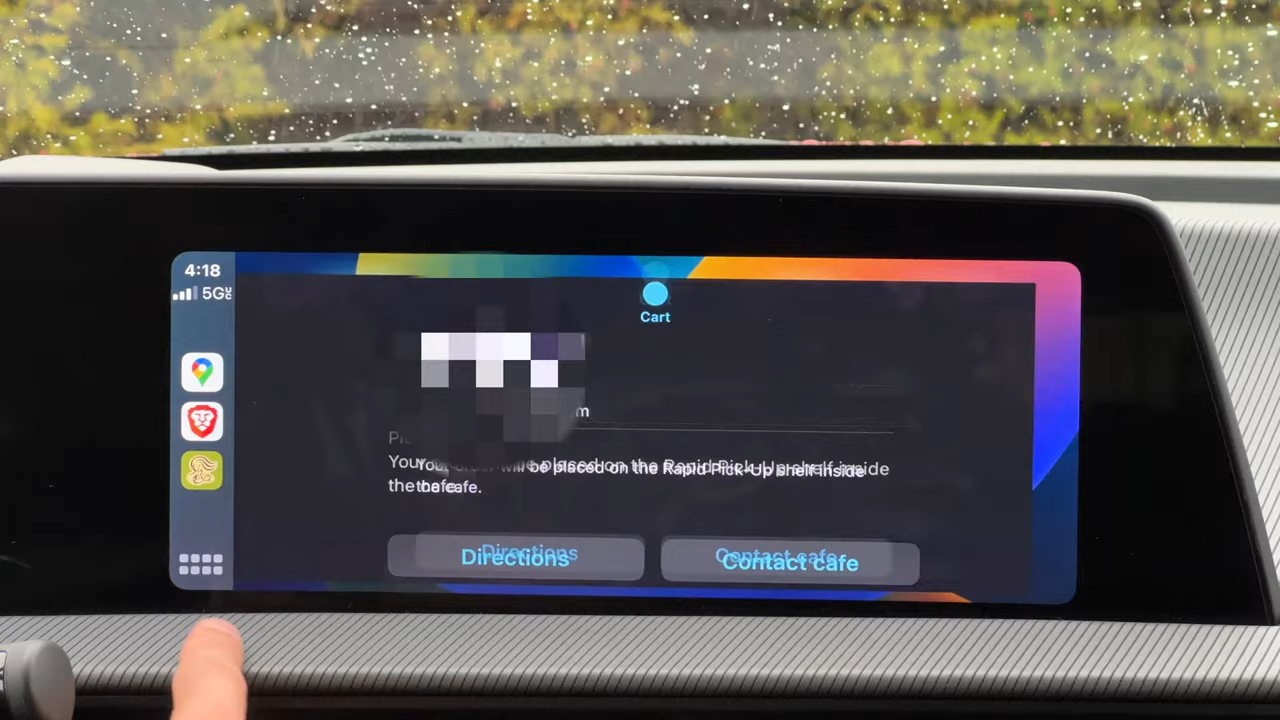 4:18
5G
Cart
m
Your order will be placed on the Rapid Pick-Up shelf inside
the cafe.
Directions
Contact cafe